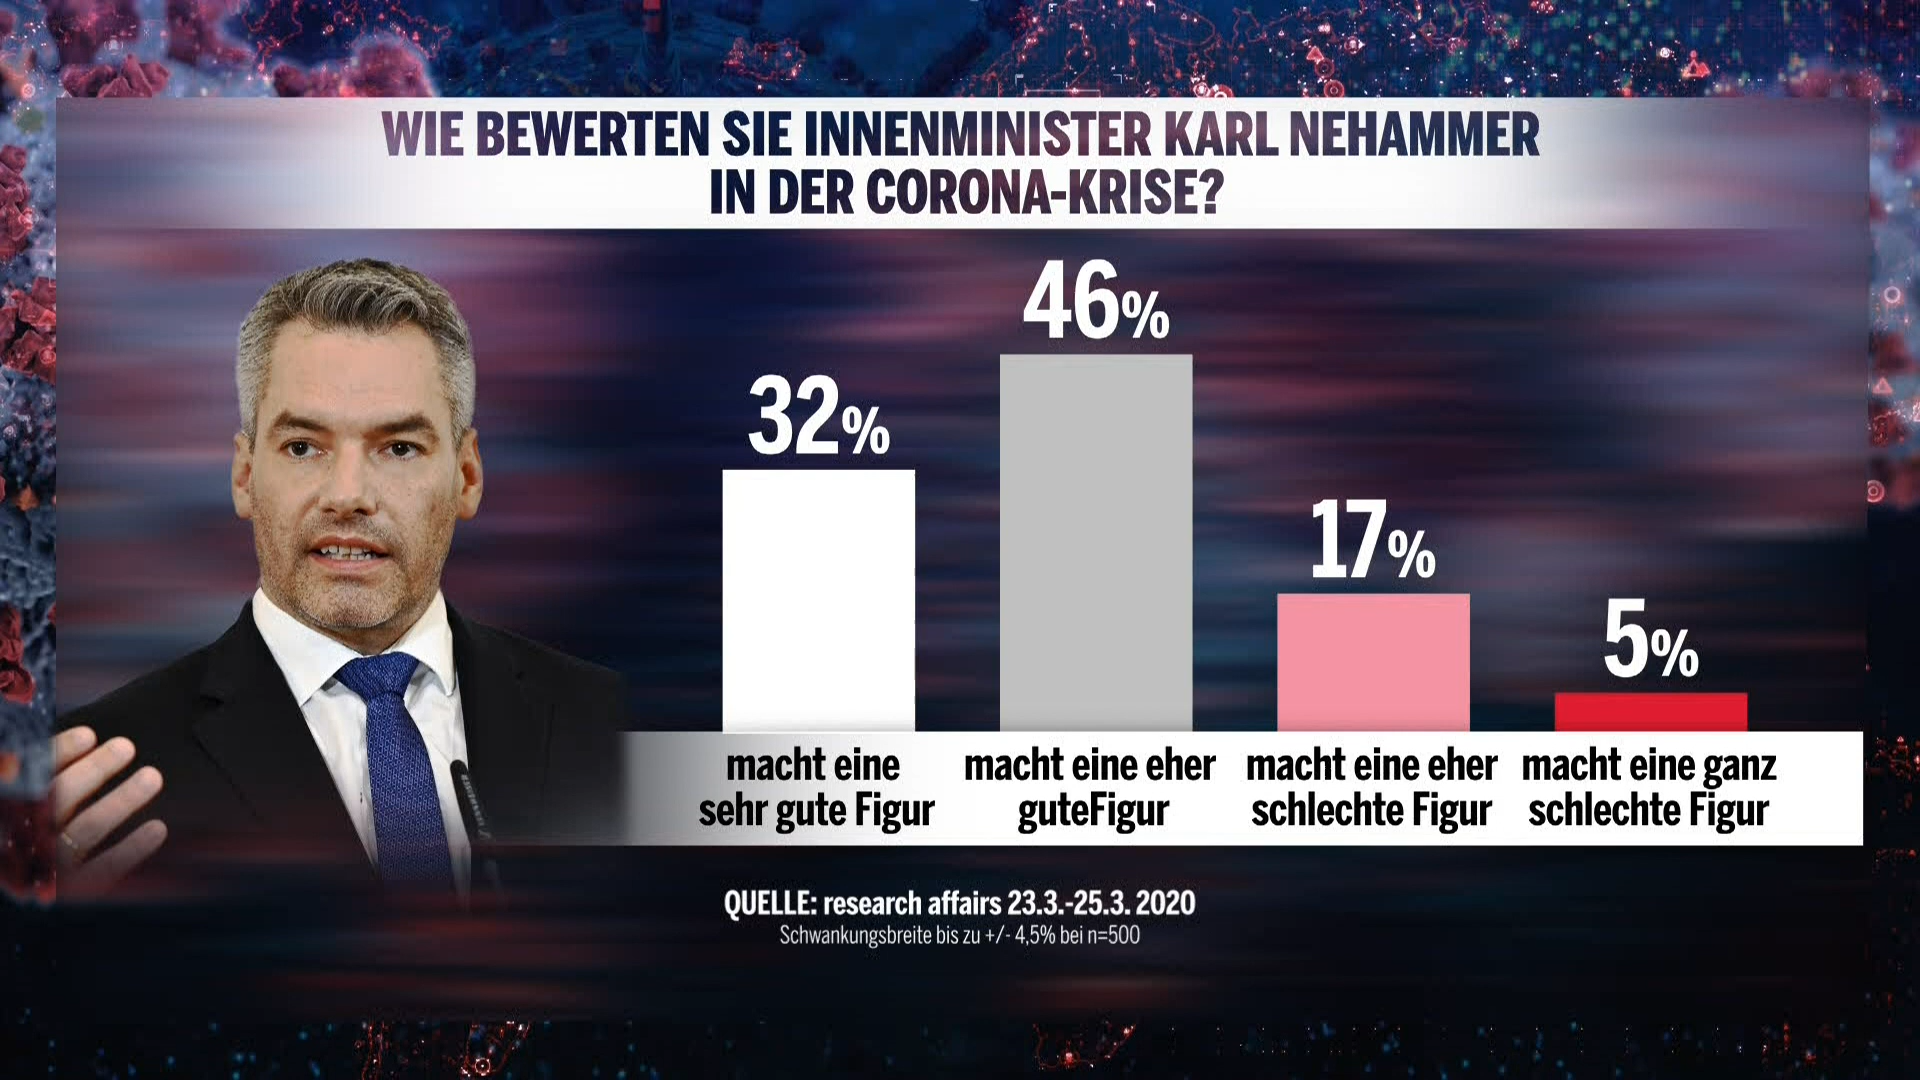 WIE BEWERTEN SIE INNENMINISTER KARL NEHAMMER
IN DER CORONA-KRISE?
32%
46%
17%
5%
macht eine
sehr gute Figur
macht eine eher
guteFigur
macht eine eher
schlechte Figur
macht eine ganz
schlechte Figur
QUELLE: research affairs 23.3.-25.3. 2020
Schwankungsbreite bis zu +/- 4,5% bei n=500